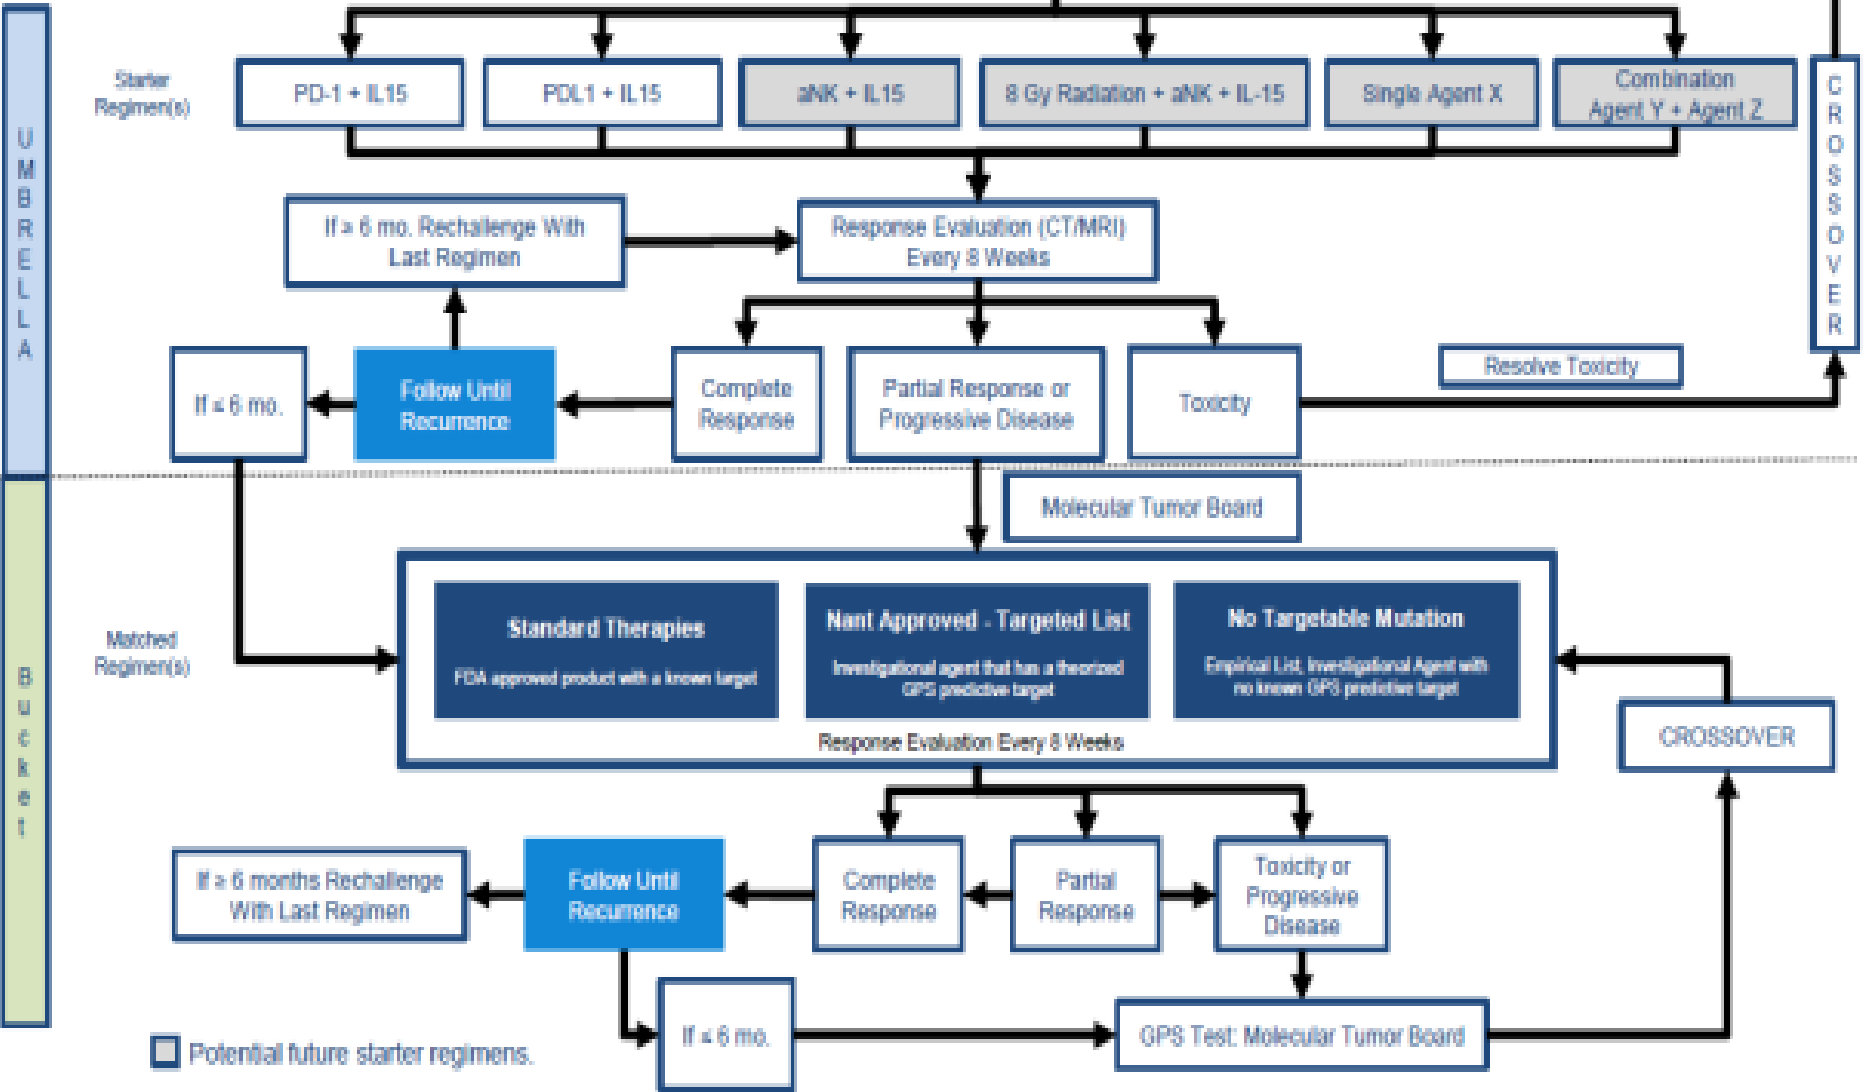 Starter
Regimen(s)
PD-1 + IL15
PDL1 + IL15
aNK + IL15
8 Gy Radiation + aNK + IL-15
Single Agent X
Combination
Agent Y + Agent Z
CROSSOVER
UMBRELLA
If ≥ 6 mo. Rechallenge With
Last Regimen
Response Evaluation (CT/MRI)
Every 8 Weeks
If ≤ 6 mo.
Follow Until
Recurrence
Complete
Response
Partial Response or
Progressive Disease
Toxicity
Resolve Toxicity
Molecular Tumor Board
Bucket
Matched
Regimen(s)
Standard Therapies
FDA approved product with a known target
Nant Approved - Targeted List
Investigational agent that has a theorized
GPS predictive target
No Targetable Mutation
Empirical List, Investigational Agent with
no known GPS predictive target
Response Evaluation Every 8 Weeks
CROSSOVER
If ≥ 6 months Rechallenge
With Last Regimen
Follow Until
Recurrence
Complete
Response
Partial
Response
Toxicity or
Progressive
Disease
If ≤ 6 mo.
GPS Test: Molecular Tumor Board
Potential future starter regimens.